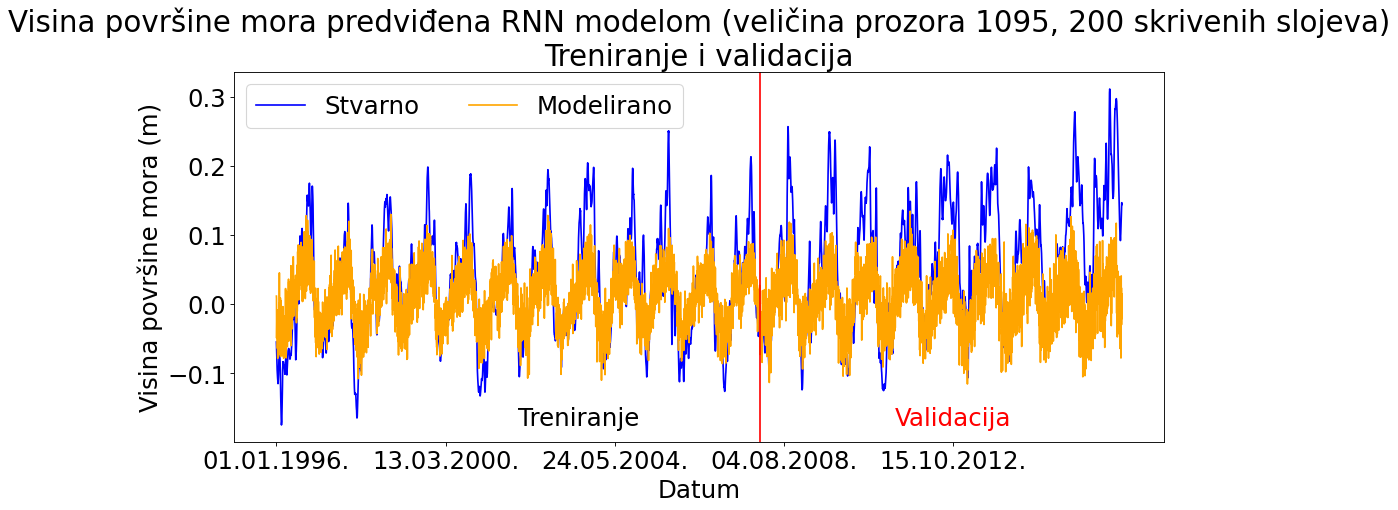 Visina površine mora predviđena RNN modelom (veličina prozora 1095, 200 skrivenih slojeva)
Treniranje i validacija
Stvarno Modelirano
Visina površine mora (m)
0.3
0.2
0.1
0.0
−0.1
Treniranje Validacija
01.01.1996. 13.03.2000. 24.05.2004. 04.08.2008. 15.10.2012.
Datum